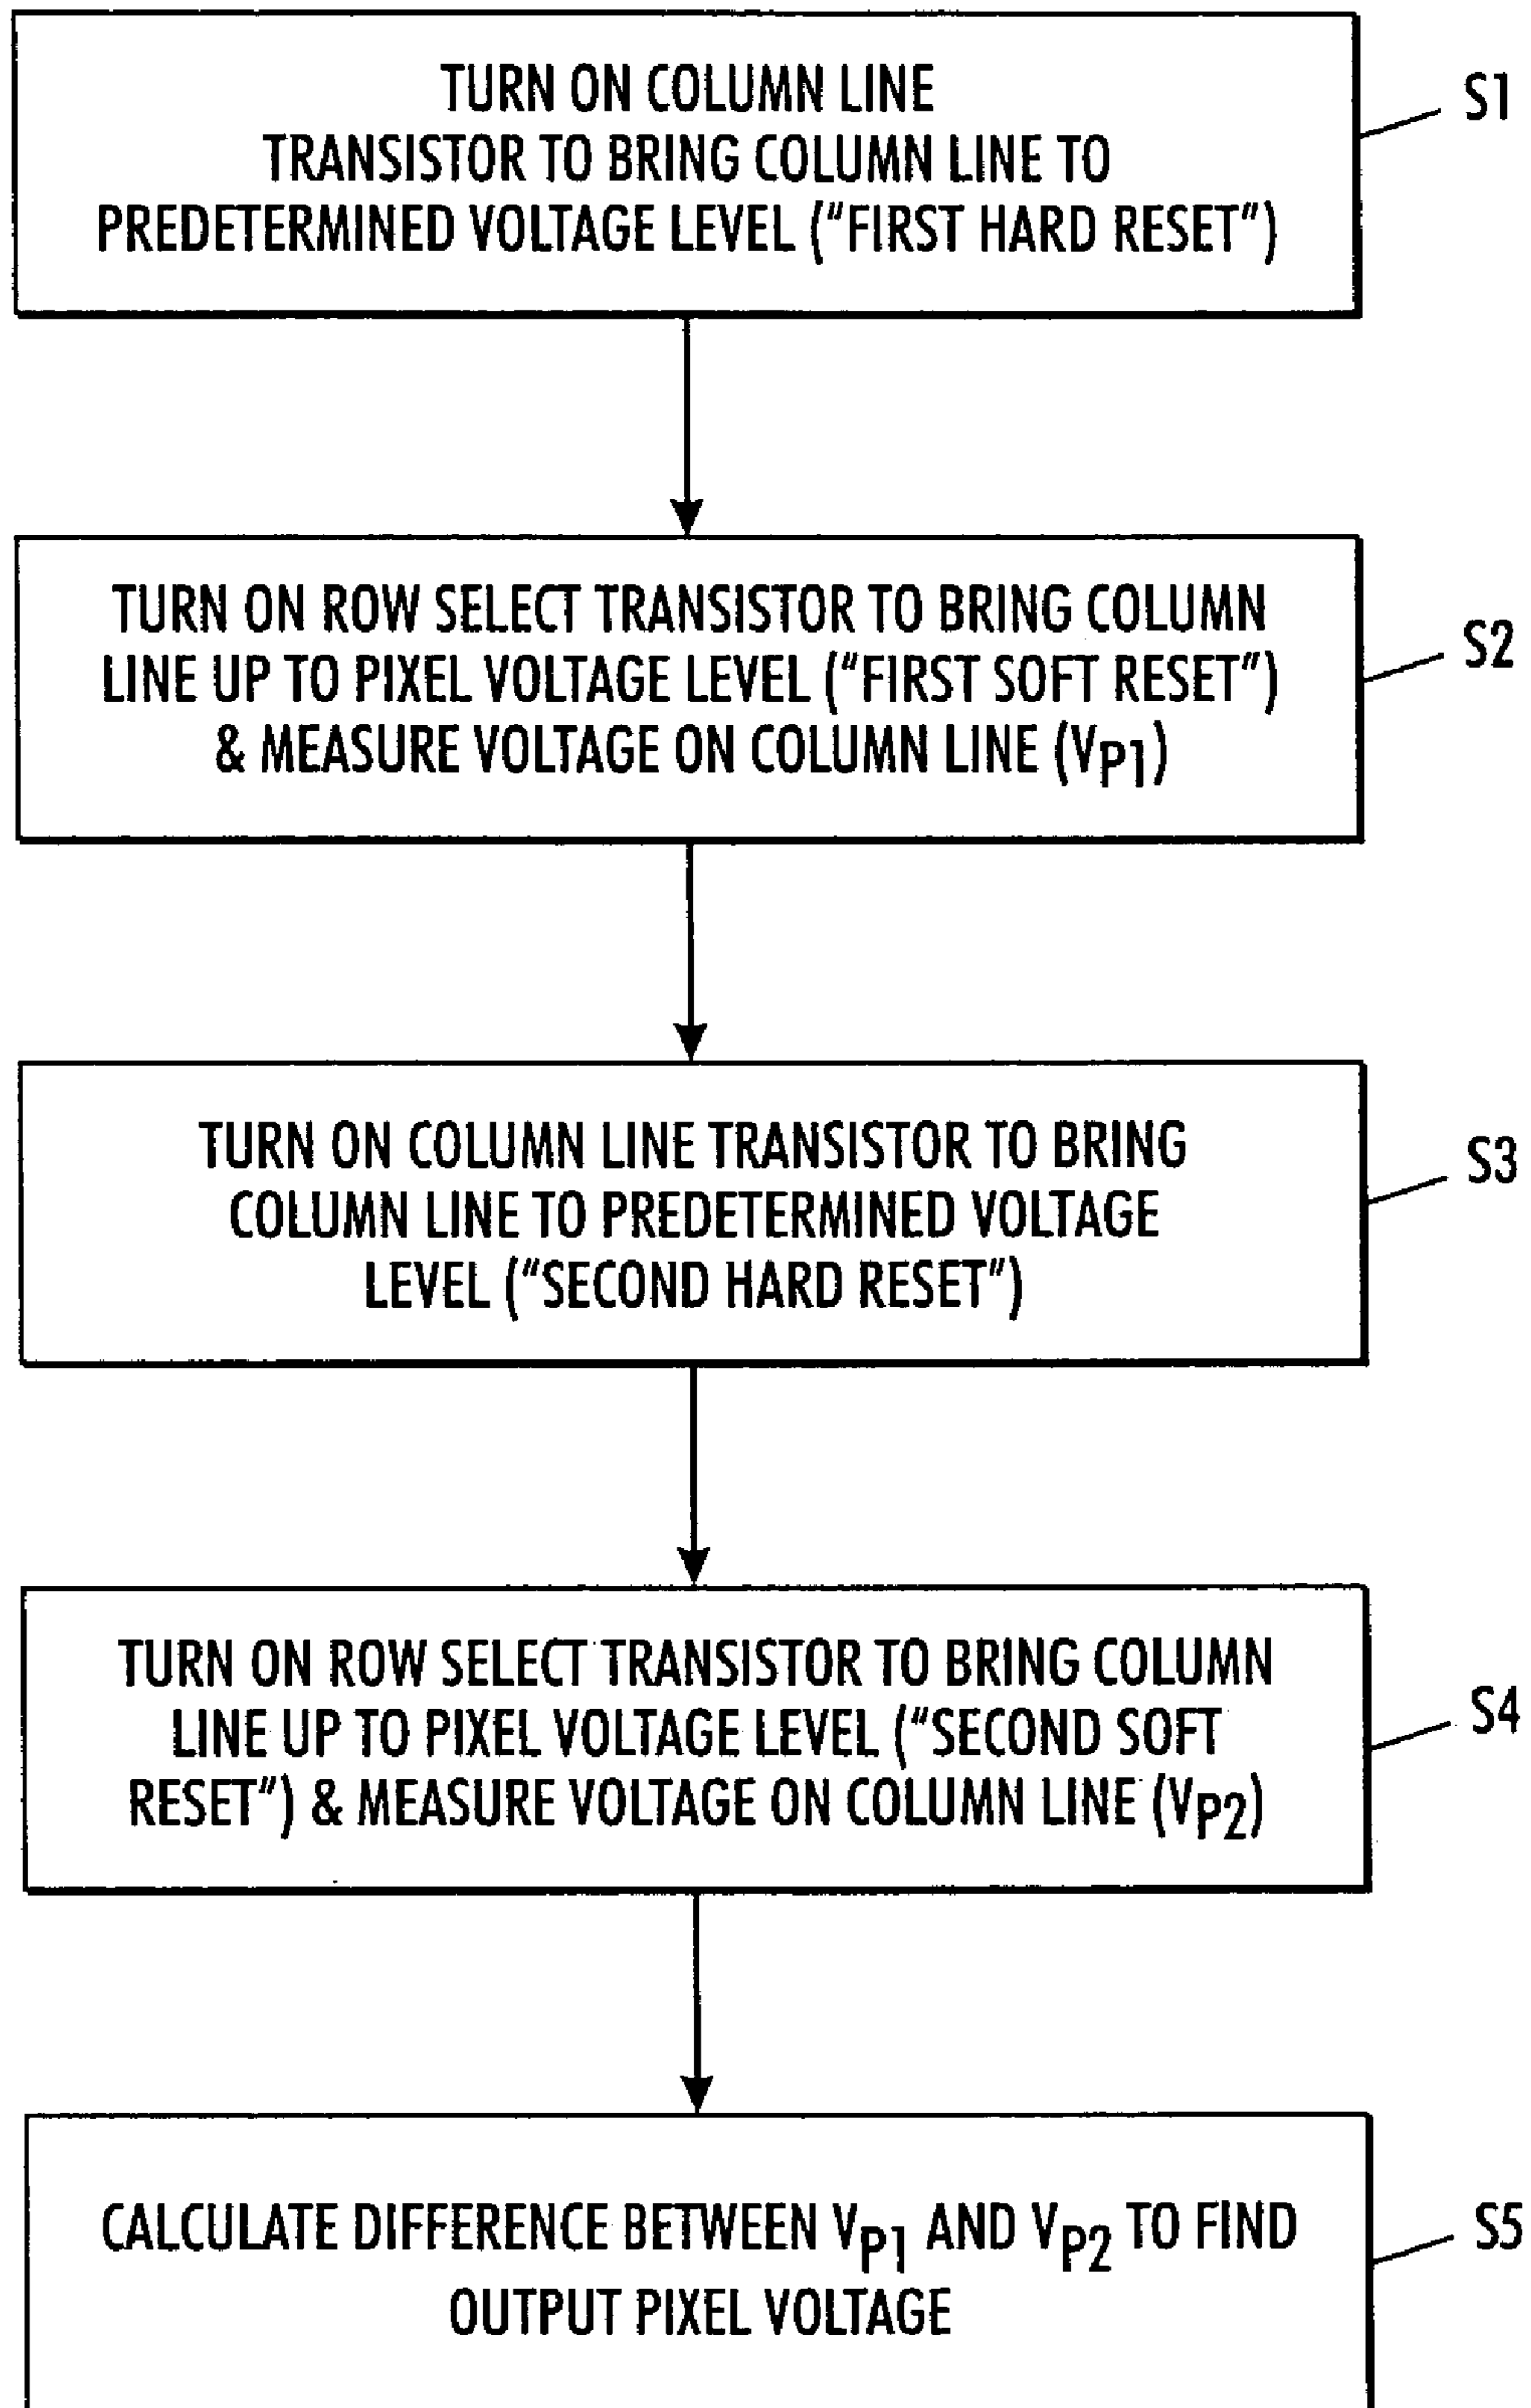 TURN ON COLUMN LINE
TRANSISTOR TO BRING COLUMN LINE TO
PREDETERMINED VOLTAGE LEVEL ("FIRST HARD RESET")
S1
TURN ON ROW SELECT TRANSISTOR TO BRING COLUMN
LINE UP TO PIXEL VOLTAGE LEVEL ("FIRST SOFT RESET")
& MEASURE VOLTAGE ON COLUMN LINE (VP1)
S2
TURN ON COLUMN LINE TRANSISTOR TO BRING
COLUMN LINE TO PREDETERMINED VOLTAGE
LEVEL ("SECOND HARD RESET")
S3
TURN ON ROW SELECT TRANSISTOR TO BRING COLUMN
LINE UP TO PIXEL VOLTAGE LEVEL ("SECOND SOFT
RESET") & MEASURE VOLTAGE ON COLUMN LINE (VP2)
S4
CALCULATE DIFFERENCE BETWEEN VP1 AND VP2 TO FIND
OUTPUT PIXEL VOLTAGE
S5